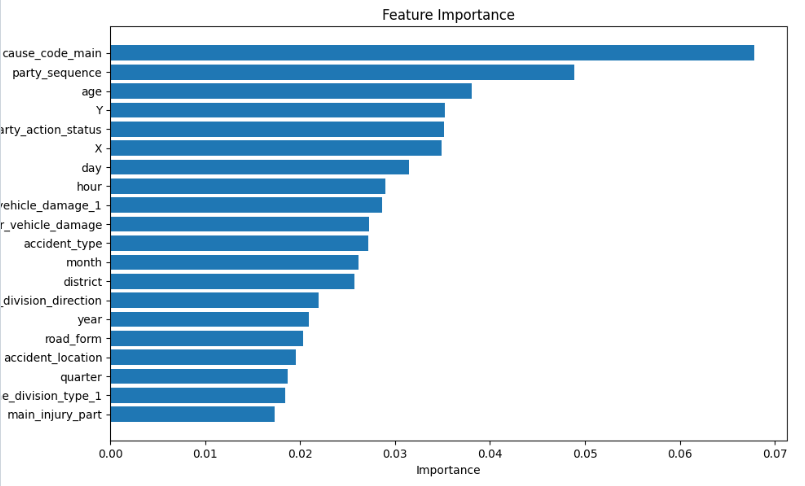 Feature Importance
cause_code_main
party_sequence
age
Y
arty_action_status
X
day
hour
vehicle_damage_1
r_vehicle_damage
accident_type
month
district
_division_direction
year
road_form
accident_location
quarter
e_division_type_1
main_injury_part
0.00 0.01 0.02 0.03 0.04 0.05 0.06 0.07
Importance